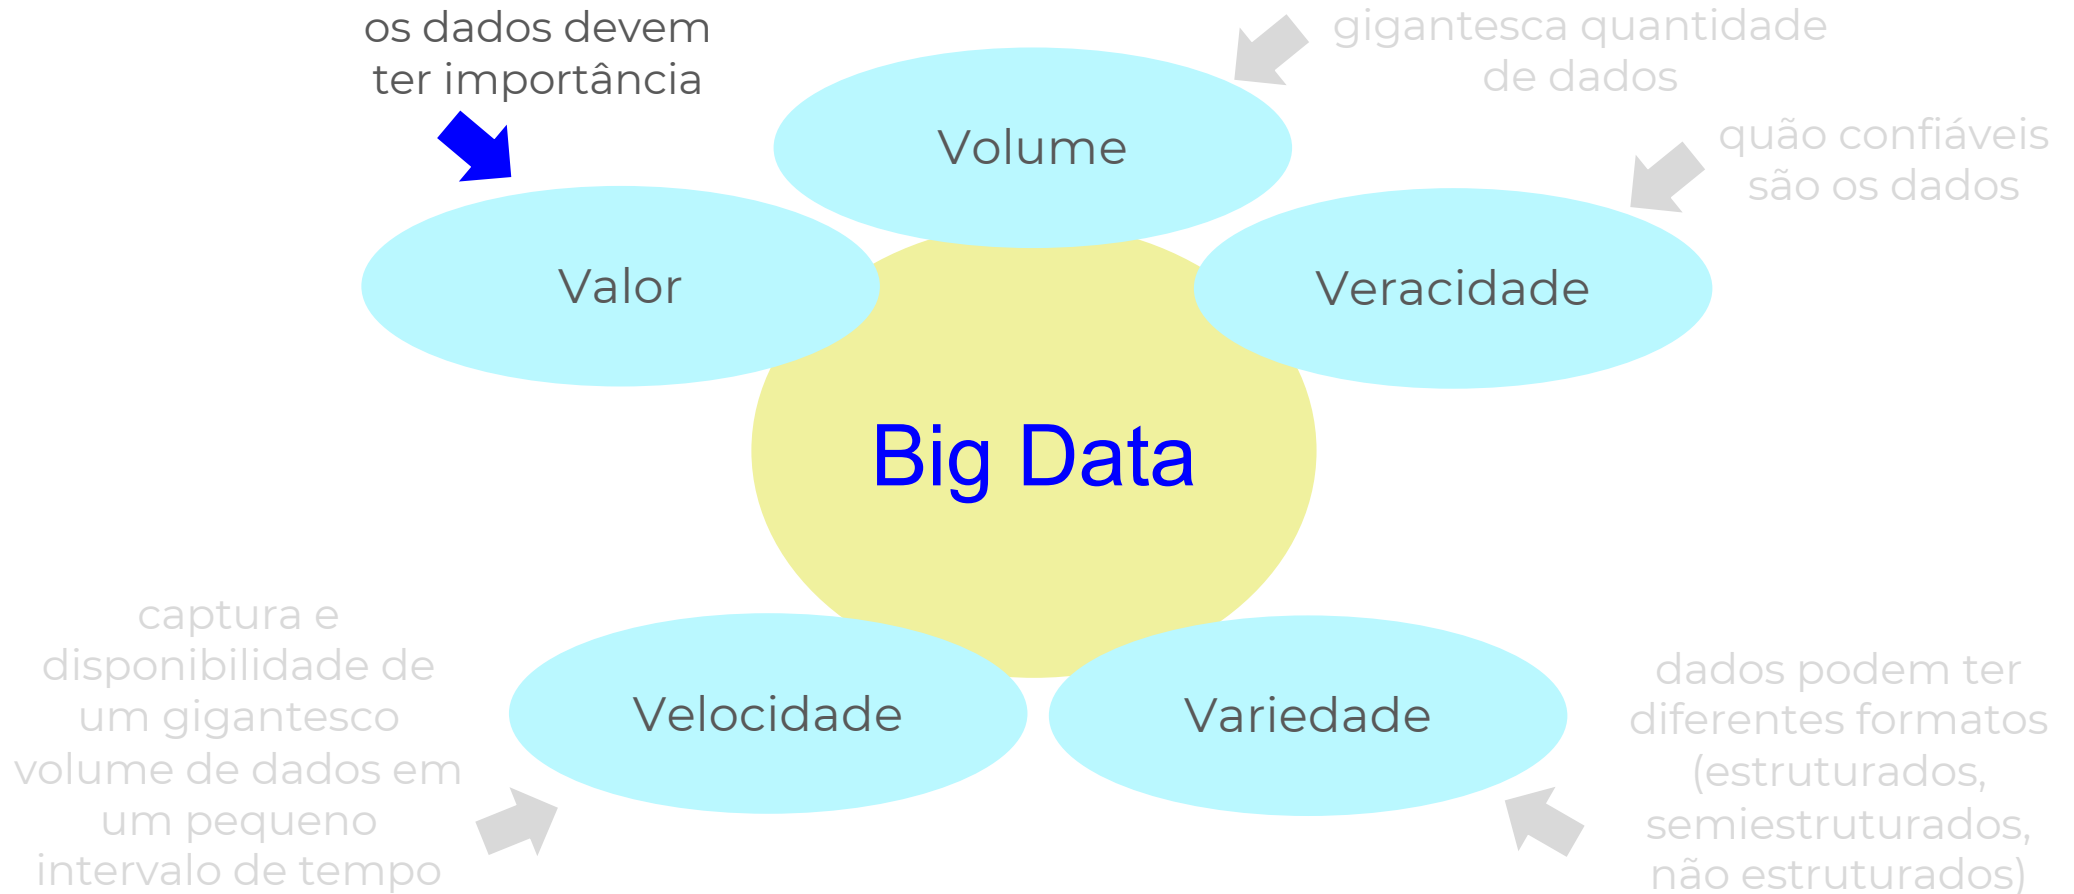 os dados devem
ter importância
gigantesca quantidade
de dados
Volume
quão confiáveis
são os dados
Valor
Veracidade
Big Data
captura e
disponibilidade de
um gigantesco
volume de dados em
um pequeno
intervalo de tempo
Velocidade
Variedade
dados podem ter
diferentes formatos
(estruturados,
semiestruturados,
não estruturados)